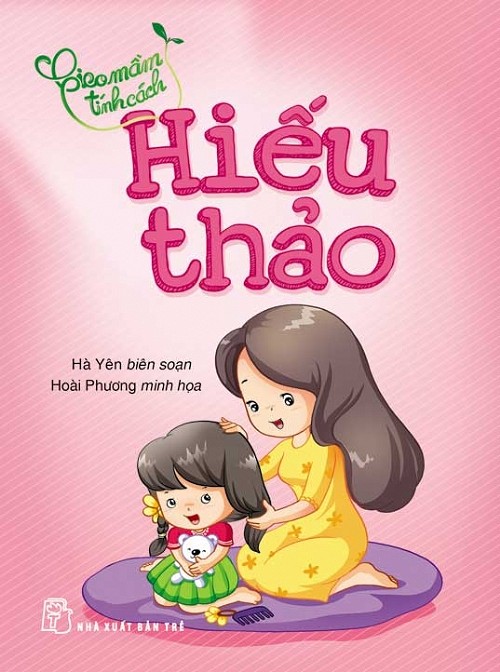 Gieo mầm
tính cách
Hiếu
thảo
Hà Yên biên soạn
Hoài Phương minh họa
NHÀ XUẤT BẢN TRẺ